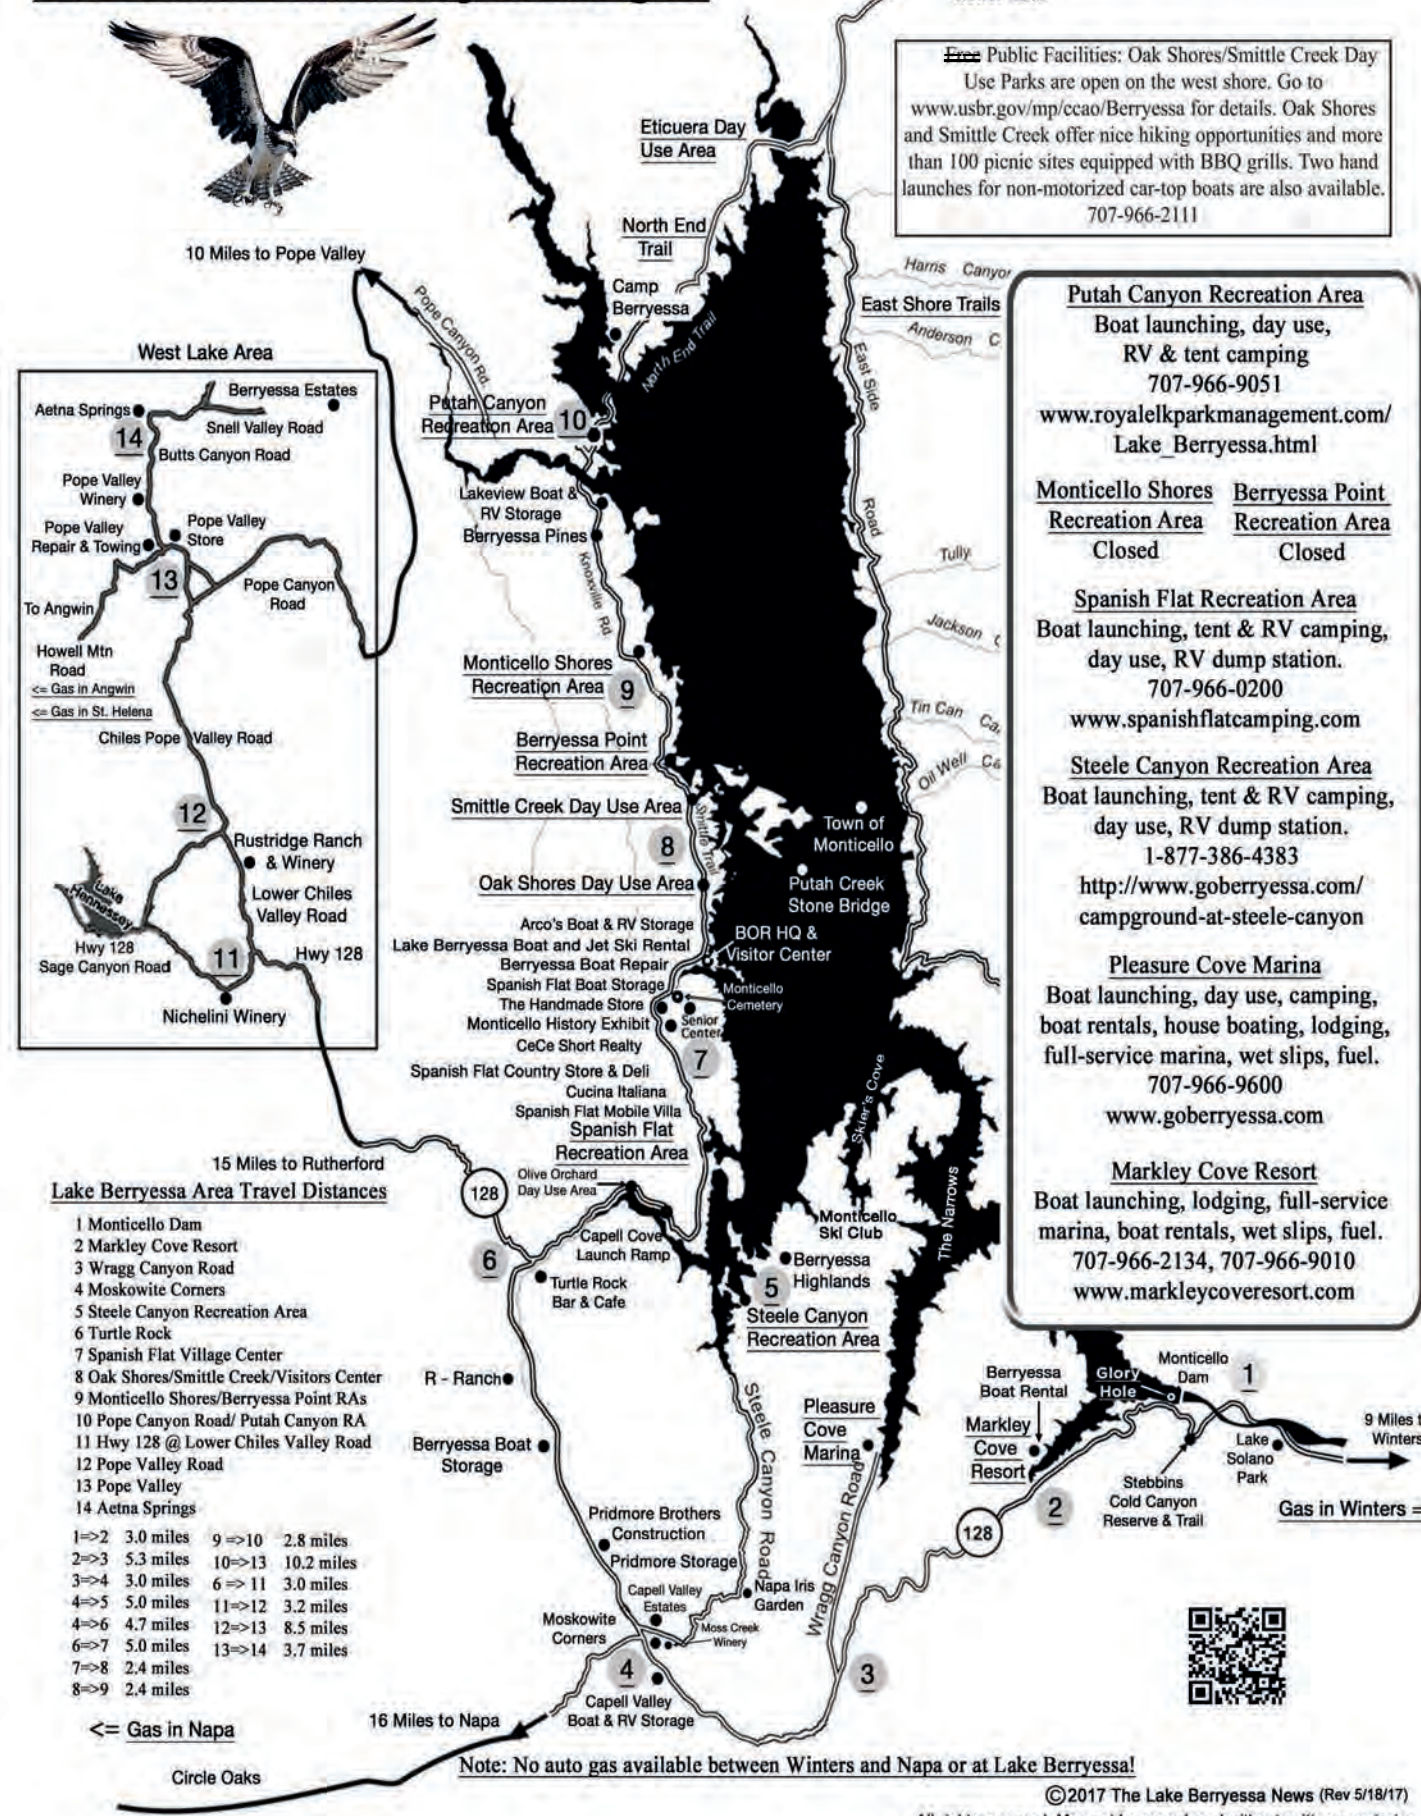 Free Public Facilities: Oak Shores/Smittle Creek Day
Use Parks are open on the west shore. Go to
www.usbr.gov/mp/ccao/Berryessa for details. Oak Shores
and Smittle Creek offer nice hiking opportunities and more
than 100 picnic sites equipped with BBQ grills. Two hand
launches for non-motorized car-top boats are also available.
707-966-2111
Eticuera Day
Use Area
North End
Trail
Camp
Berryessa
North End Trail
10 Miles to Pope Valley
Pope Canyon Rd.
Harris Canyon
East Shore Trails
Anderson C
East Side
Road
Tully
Jackson
Tin Can Ca
Oil Well Ca
West Lake Area
Berryessa Estates
Aetna Springs
14
Snell Valley Road
Butts Canyon Road
Pope Valley
Winery
Pope Valley
Repair & Towing
Pope Valley
Store
13
Pope Canyon
Road
To Angwin
Howell Mtn
Road
<= Gas in Angwin
<= Gas in St. Helena
Chiles Pope Valley Road
12
Rustridge Ranch
& Winery
Lower Chiles
Valley Road
Lake
Hennessey
Hwy 128
Sage Canyon Road
11
Hwy 128
Nichelini Winery
Putah Canyon
Recreation Area
10
Lakeview Boat &
RV Storage
Berryessa Pines
Knoxville Rd.
Monticello Shores
Recreation Area
9
Berryessa Point
Recreation Area
Smittle Creek Day Use Area
Smittle Trail
8
Oak Shores Day Use Area
Town of
Monticello
Putah Creek
Stone Bridge
Arco's Boat & RV Storage
Lake Berryessa Boat and Jet Ski Rental
Berryessa Boat Repair
Spanish Flat Boat Storage
The Handmade Store
Monticello History Exhibit
CeCe Short Realty
Spanish Flat Country Store & Deli
Cucina Italiana
Spanish Flat Mobile Villa
Spanish Flat
Recreation Area
BOR HQ &
Visitor Center
Monticello
Cemetery
Senior
Center
7
Olive Orchard
Day Use Area
Capell Cove
Launch Ramp
Skier's Cove
The Narrows
Monticello
Ski Club
Berryessa
Highlands
5
Steele Canyon
Recreation Area
15 Miles to Rutherford
128
6
Turtle Rock
Bar & Cafe
R - Ranch
Berryessa Boat
Storage
Pridmore Brothers
Construction
Pridmore Storage
Steele Canyon Road
Capell Valley
Estates
Napa Iris
Garden
Moss Creek
Winery
Moskowite
Corners
4
Capell Valley
Boat & RV Storage
16 Miles to Napa
Circle Oaks
Pleasure
Cove
Marina
Wragg Canyon Road
3
128
2
Markley
Cove
Resort
Berryessa
Boat Rental
Glory
Hole
Monticello
Dam
1
Stebbins
Cold Canyon
Reserve & Trail
Lake
Solano
Park
9 Miles t
Winters
Gas in Winters =
Putah Canyon Recreation Area
Boat launching, day use,
RV & tent camping
707-966-9051
www.royalelkparkmanagement.com/
Lake_Berryessa.html
Monticello Shores
Recreation Area
Closed
Berryessa Point
Recreation Area
Closed
Spanish Flat Recreation Area
Boat launching, tent & RV camping,
day use, RV dump station.
707-966-0200
www.spanishflatcamping.com
Steele Canyon Recreation Area
Boat launching, tent & RV camping,
day use, RV dump station.
1-877-386-4383
http://www.goberryessa.com/
campground-at-steele-canyon
Pleasure Cove Marina
Boat launching, day use, camping,
boat rentals, house boating, lodging,
full-service marina, wet slips, fuel.
707-966-9600
www.goberryessa.com
Markley Cove Resort
Boat launching, lodging, full-service
marina, boat rentals, wet slips, fuel.
707-966-2134, 707-966-9010
www.markleycoveresort.com
Lake Berryessa Area Travel Distances
1 Monticello Dam
2 Markley Cove Resort
3 Wragg Canyon Road
4 Moskowite Corners
5 Steele Canyon Recreation Area
6 Turtle Rock
7 Spanish Flat Village Center
8 Oak Shores/Smittle Creek/Visitors Center
9 Monticello Shores/Berryessa Point RAs
10 Pope Canyon Road/ Putah Canyon RA
11 Hwy 128 @ Lower Chiles Valley Road
12 Pope Valley Road
13 Pope Valley
14 Aetna Springs
1=>2 3.0 miles
2=>3 5.3 miles
3=>4 3.0 miles
4=>5 5.0 miles
4=>6 4.7 miles
6=>7 5.0 miles
7=>8 2.4 miles
8=>9 2.4 miles
9 =>10 2.8 miles
10=>13 10.2 miles
6 => 11 3.0 miles
11=>12 3.2 miles
12=>13 8.5 miles
13=>14 3.7 miles
<= Gas in Napa
Note: No auto gas available between Winters and Napa or at Lake Berryessa!
©2017 The Lake Berryessa News (Rev 5/18/17)